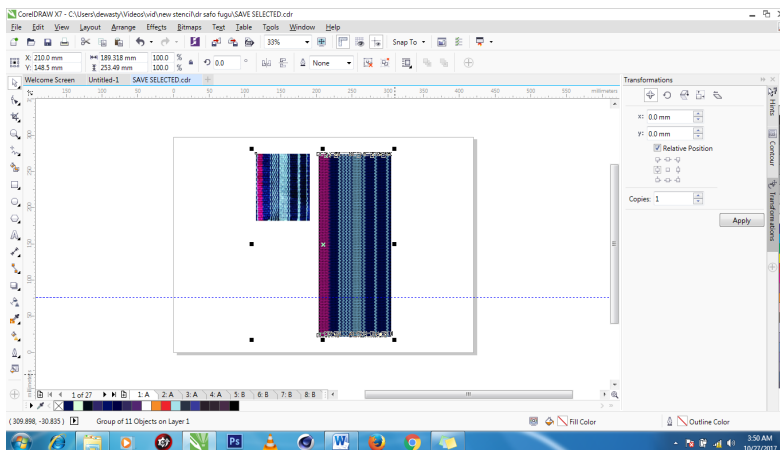 CorelDRAW X7 - C:\Users\dewasty\Videos\vid\new stencil\dr safo fugu\SAVE SELECTED.cdr
File Edit View Layout Arrange Effects Bitmaps Text Table Tools Window Help
33% Snap To
X: 210.0 mm 189.318 mm 100.0 % 0.0 ° None
Y: 148.5 mm 253.49 mm 100.0 %
Welcome Screen Untitled-1 SAVE SELECTED.cdr
150 100 50 0 50 100 150 200 250 300 350 400 450 500 550 millimeters
Transformations
x: 0.0 mm
y: 0.0 mm
Relative Position
Copies: 1
Apply
Hints
Contour
Transformations
1 of 27 1: A 2: A 3: A 4: A 5: B 6: B 7: B 8: B
(309.898, -30.835) Group of 11 Objects on Layer 1 Fill Color Outline Color
Ps W 3:50 AM
10/27/2017